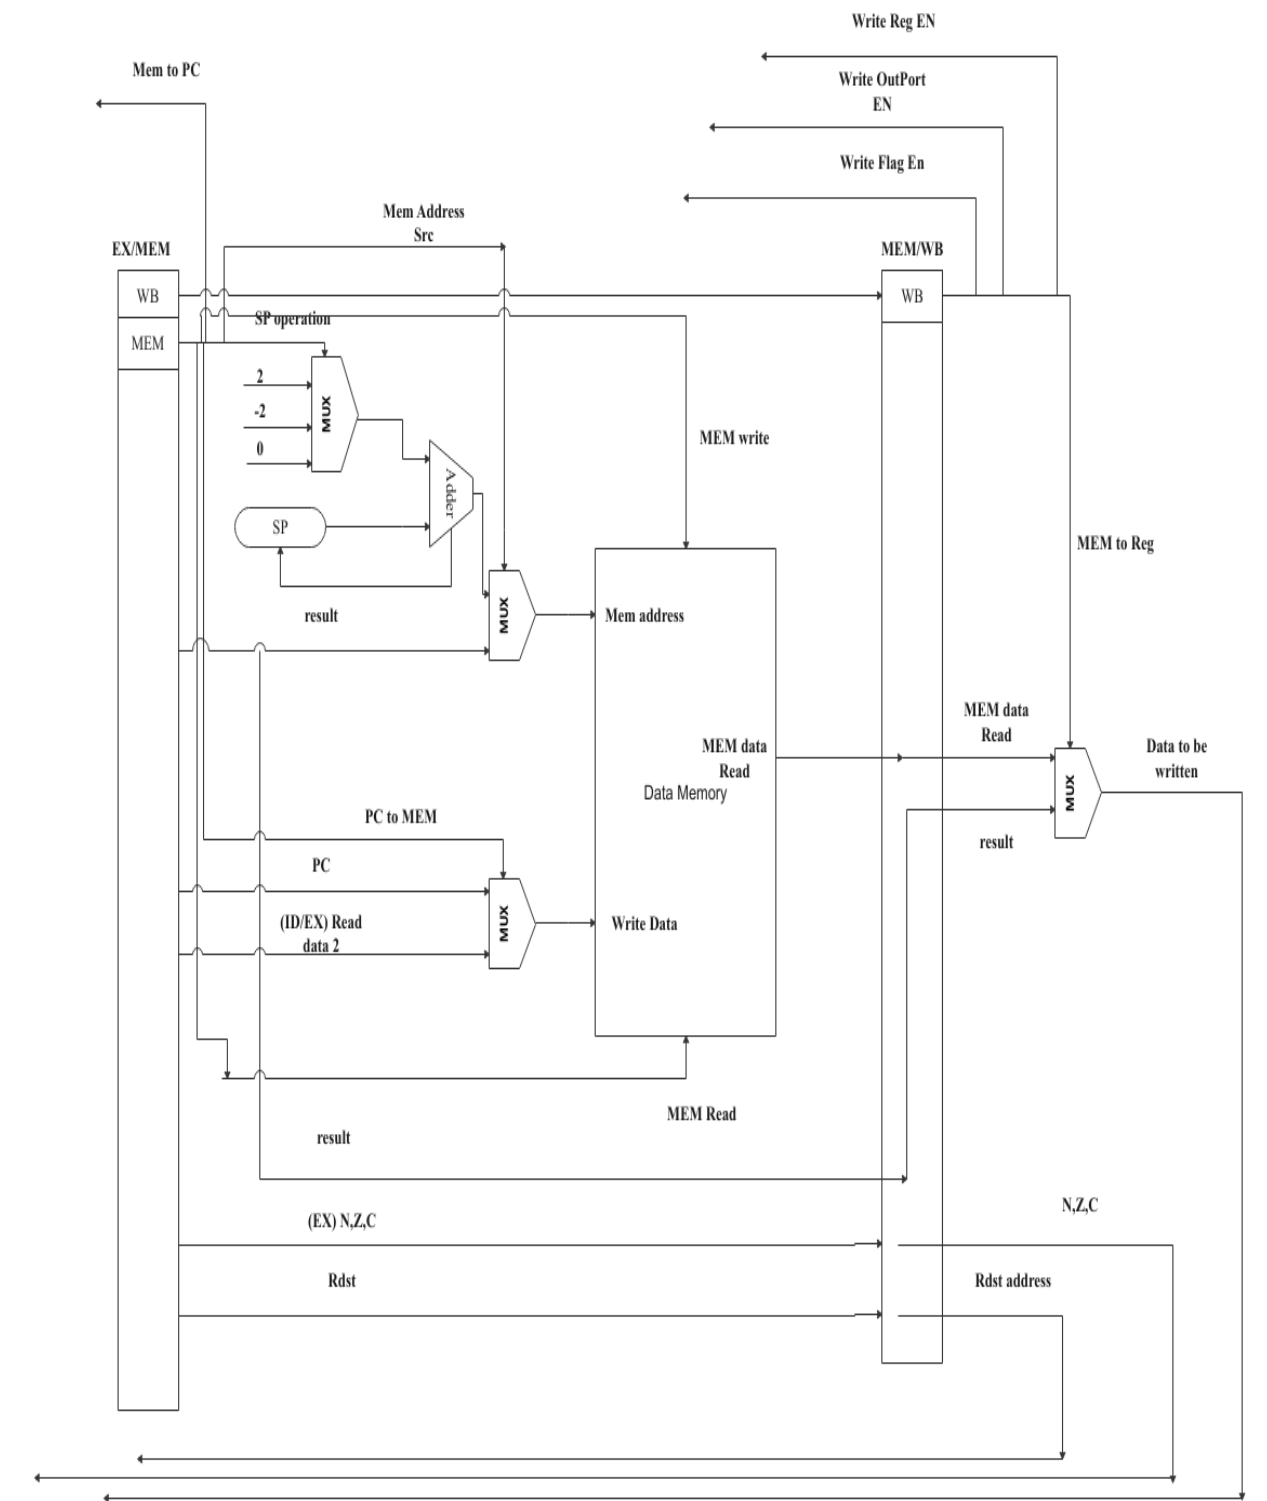 Write Reg EN
Mem to PC
Write OutPort
EN
Write Flag En
Mem Address
Src
EX/MEM
MEM/WB
WB
WB
SP operation
MEM
2
MUX
-2
MEM write
0
Adder
SP
MEM to Reg
result
MUX
Mem address
MEM data
Read
MEM data
Read
Data to be
written
Data Memory
MUX
PC to MEM
result
PC
(ID/EX) Read
data 2
MUX
Write Data
MEM Read
result
N,Z,C
(EX) N,Z,C
Rdst
Rdst address